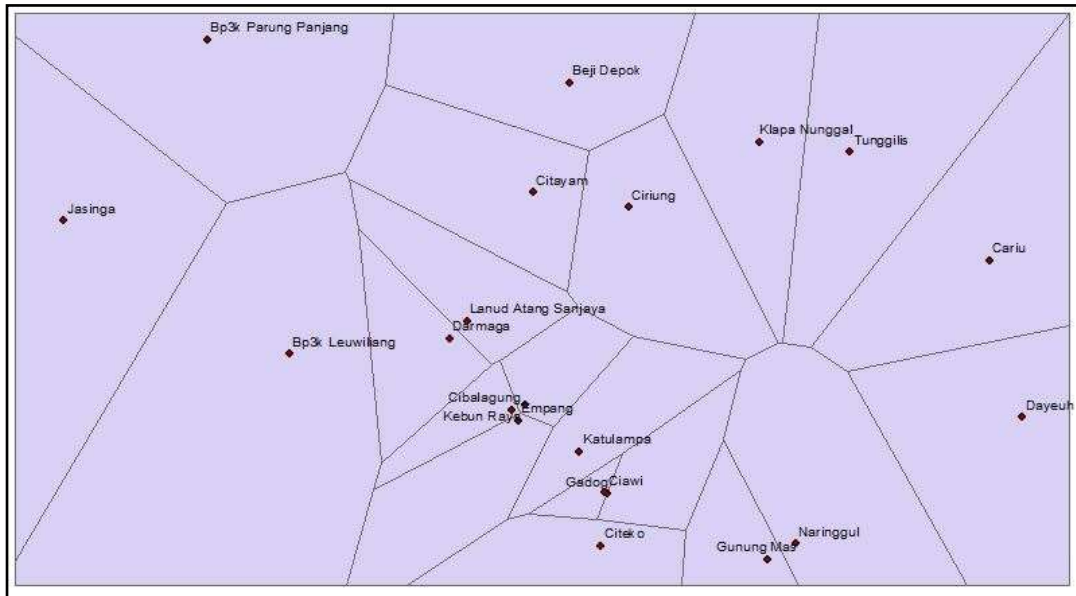 Bp3k Parung Panjang
Beji Depok
Klapa Nunggal
Tunggilis
Citayam
Ciriung
Jasinga
Cariu
Lanud Atang Sanjaya
Darmaga
Bp3k Leuwiliang
Cibalagung
Empang
Kebun Raya
Dayeuh
Katulampa
Gadog
Ciawi
Citeko
Naringgul
Gunung Mas